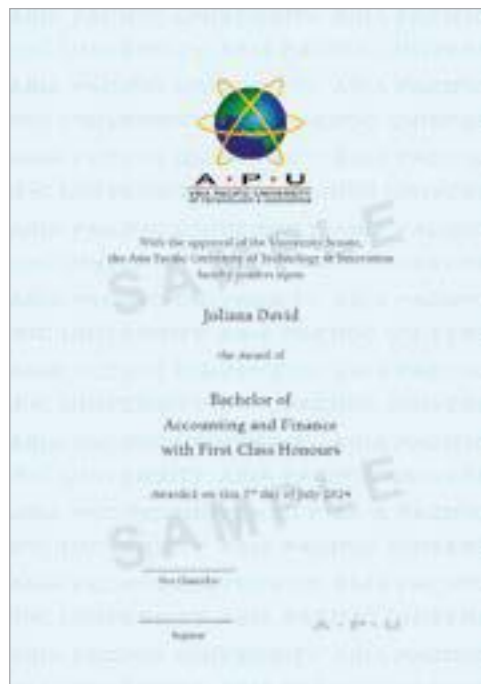 A · P · U
With the approval of the University Senate,
the Asia Pacific University of Technology & Innovation
hereby confers upon
SAMPLE
Joliana David
the Award of
Bachelor of
Accounting and Finance
with First Class Honours
Awarded on this 1st day of July 2024
SAMPLE
Vice Chancellor
A · P · U
Registrar